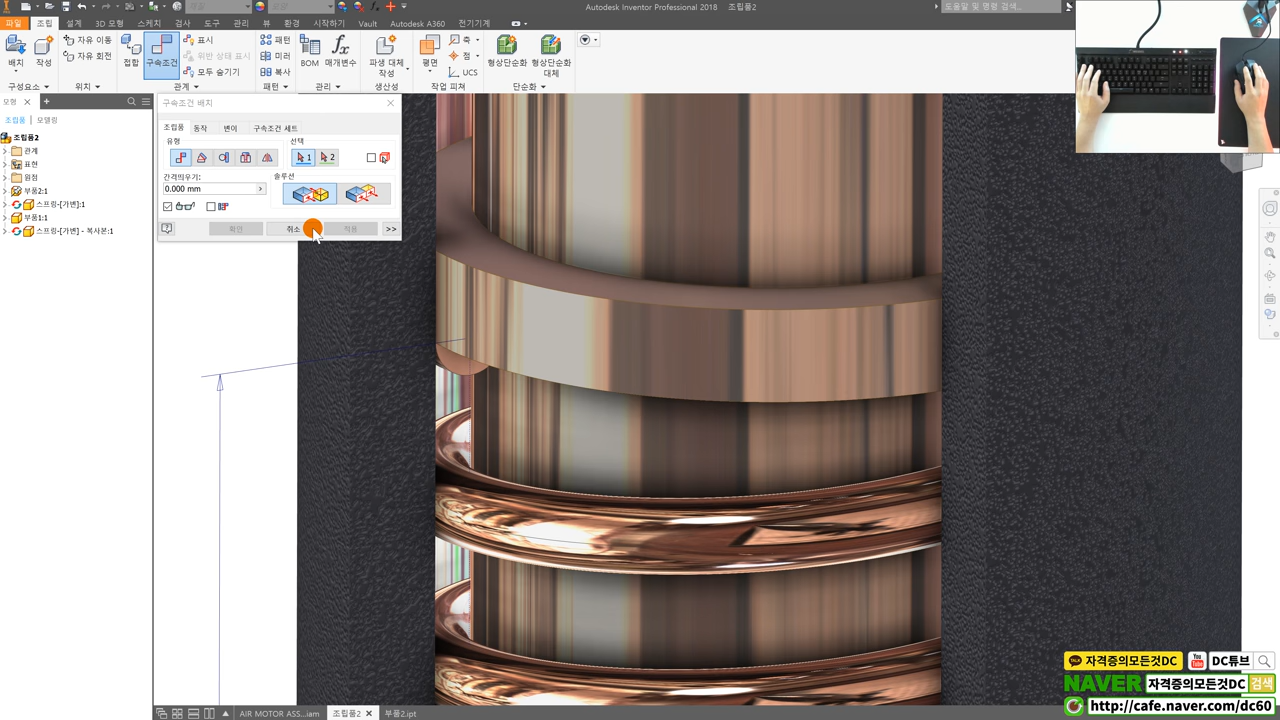 Autodesk Inventor Professional 2018 조립품2
도움말 및 명령 검색...
파일 조립 설계 3D 모형 스케치 검사 도구 관리 뷰 환경 시작하기 Vault Autodesk A360 전기기계
배치 작성 자유 이동 자유 회전 접합 구속조건 표시 위반 상태 표시 모두 숨기기 패턴 미러 복사 BOM 매개변수 파생 대체 작성 평면 축 점 UCS 형상단순화 형상단순화 대체
구성요소 위치 관계 패턴 관리 생산성 작업 피쳐 단순화
모형
조립품 모델링
조립품2
관계
표현
원점
부품2:1
스프링-[가변]:1
부품1:1
스프링-[가변] - 복사본:1
구속조건 배치
조립품 동작 변이 구속조건 세트
유형 선택
1 2
간격띄우기: 솔루션
0.000 mm
확인 취소 적용 >>
자격증의모든것DC You Tube DC튜브
NAVER 자격증의모든것DC 검색
http://cafe.naver.com/dc60
AIR MOTOR ASS...iam 조립품2 부품2.ipt